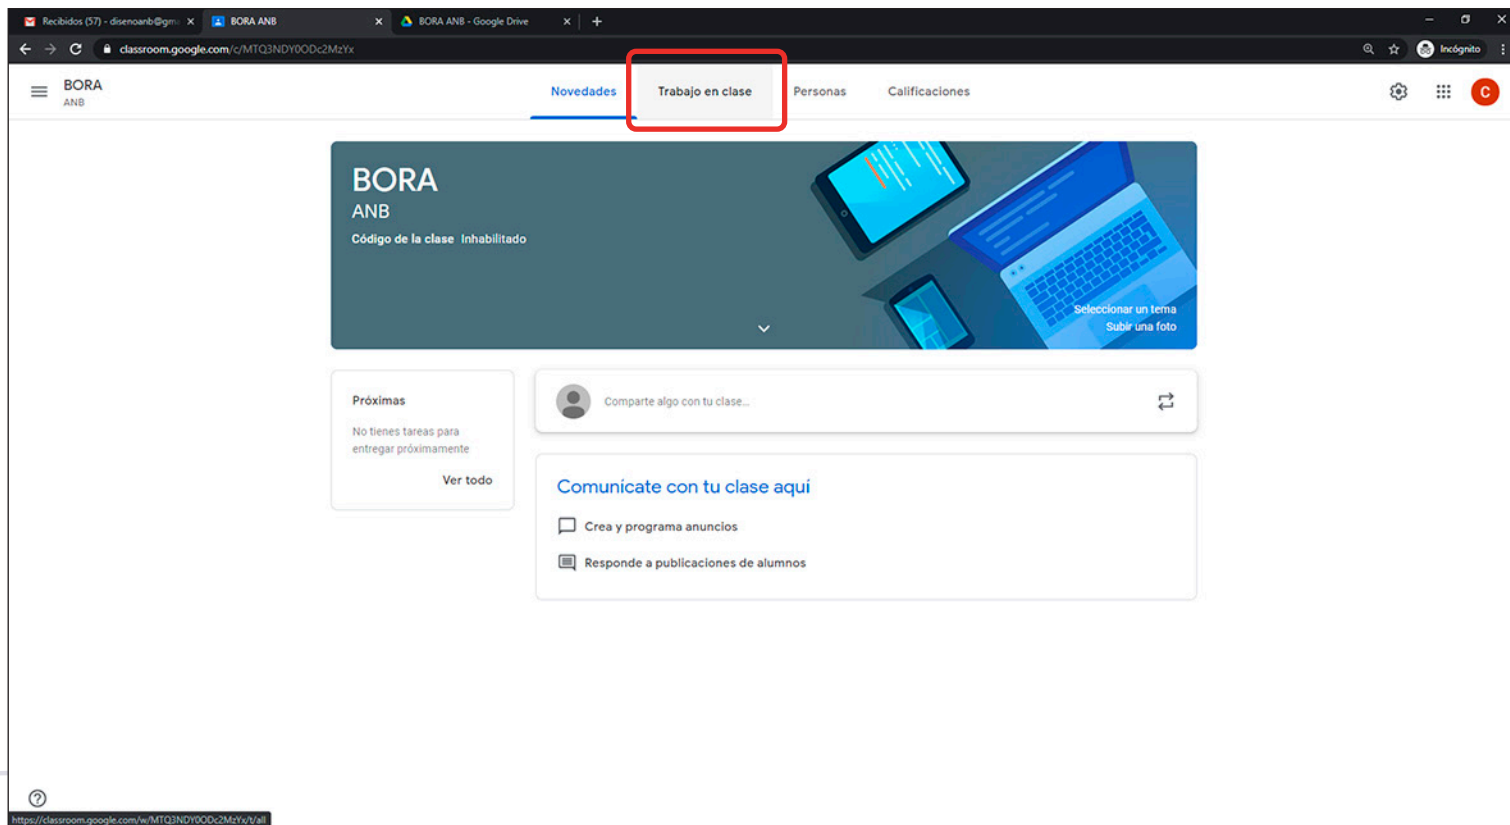 Recibidos (57) - disenoanb@gm
BORA ANB
BORA ANB - Google Drive
classroom.google.com/c/MTQ3NDY0ODc2MzYx
Incógnito
BORA
ANB
Novedades
Trabajo en clase
Personas
Calificaciones
C
BORA
ANB
Código de la clase Inhabilitado
Seleccionar un tema
Subir una foto
Próximas
No tienes tareas para
entregar próximamente
Ver todo
Comparte algo con tu clase...
Comunícate con tu clase aquí
Crea y programa anuncios
Responde a publicaciones de alumnos
https://classroom.google.com/w/MTQ3NDY0ODc2MzYx/t/all